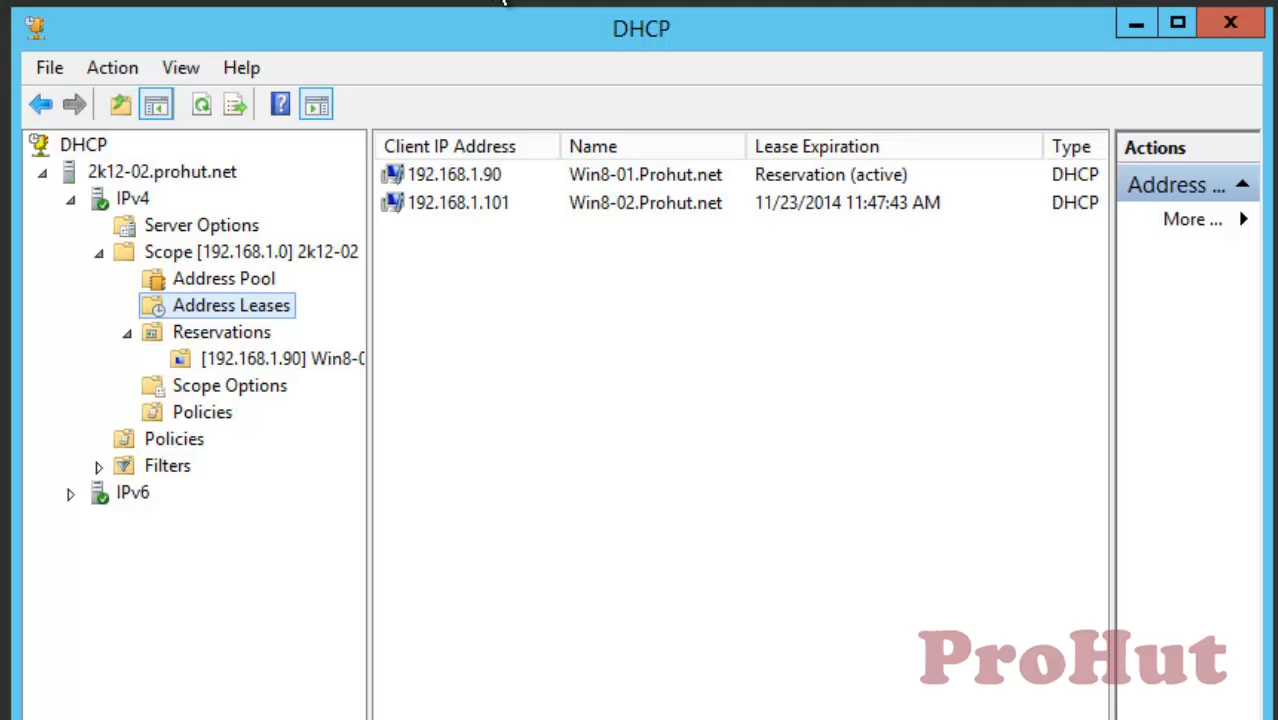 DHCP
File Action View Help
DHCP
2k12-02.prohut.net
IPv4
Server Options
Scope [192.168.1.0] 2k12-02
Address Pool
Address Leases
Reservations
[192.168.1.90] Win8-0
Scope Options
Policies
Policies
Filters
IPv6
Client IP Address Name Lease Expiration Type
192.168.1.90 Win8-01.Prohut.net Reservation (active) DHCP
192.168.1.101 Win8-02.Prohut.net 11/23/2014 11:47:43 AM DHCP
Actions
Address ...
More ...
ProHut